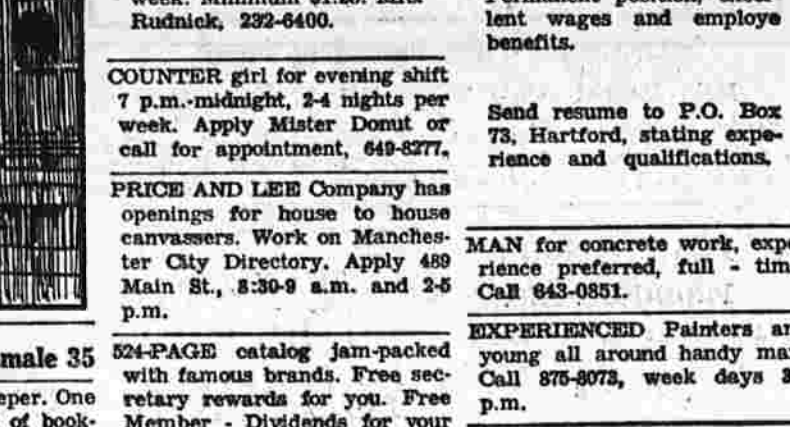 male 35
eper. One
of book-
week. Minimum
Rudnick, 232-6400.
COUNTER girl for evening shift
7 p.m.-midnight, 2-4 nights per
week. Apply Mister Donut or
call for appointment, 649-8277.
PRICE AND LEE Company has
openings for house to house
canvassers. Work on Manches-
ter City Directory. Apply 489
Main St., 8:30-9 a.m. and 2-5
p.m.
524-PAGE catalog jam-packed
with famous brands. Free sec-
retary rewards for you. Free
Member - Dividends for your
lent wages and employe
benefits.
Send resume to P.O. Box
73, Hartford, stating expe-
rience and qualifications.
MAN for concrete work, expe
rience preferred, full - tim
Call 643-0851.
EXPERIENCED Painters an
young all around handy ma
Call 875-8073, week days
p.m.